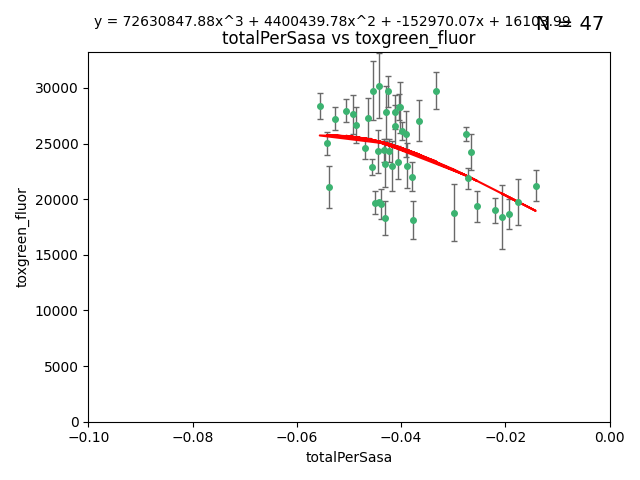 y = 72630847.88x^3 + 4400439.78x^2 + -152970.07x + 16103.99
N = 47
totalPerSasa vs toxgreen_fluor
toxgreen_fluor
30000
25000
20000
15000
10000
5000
0
−0.10
−0.08
−0.06
−0.04
−0.02
0.00
totalPerSasa